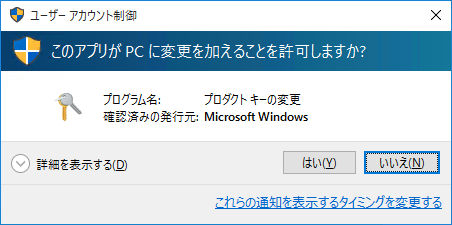 ユーザー アカウント制御
このアプリが PC に変更を加えることを許可しますか?
プログラム名: プロダクト キーの変更
確認済みの発行元: Microsoft Windows
詳細を表示する(D) はい(Y) いいえ(N)
これらの通知を表示するタイミングを変更する